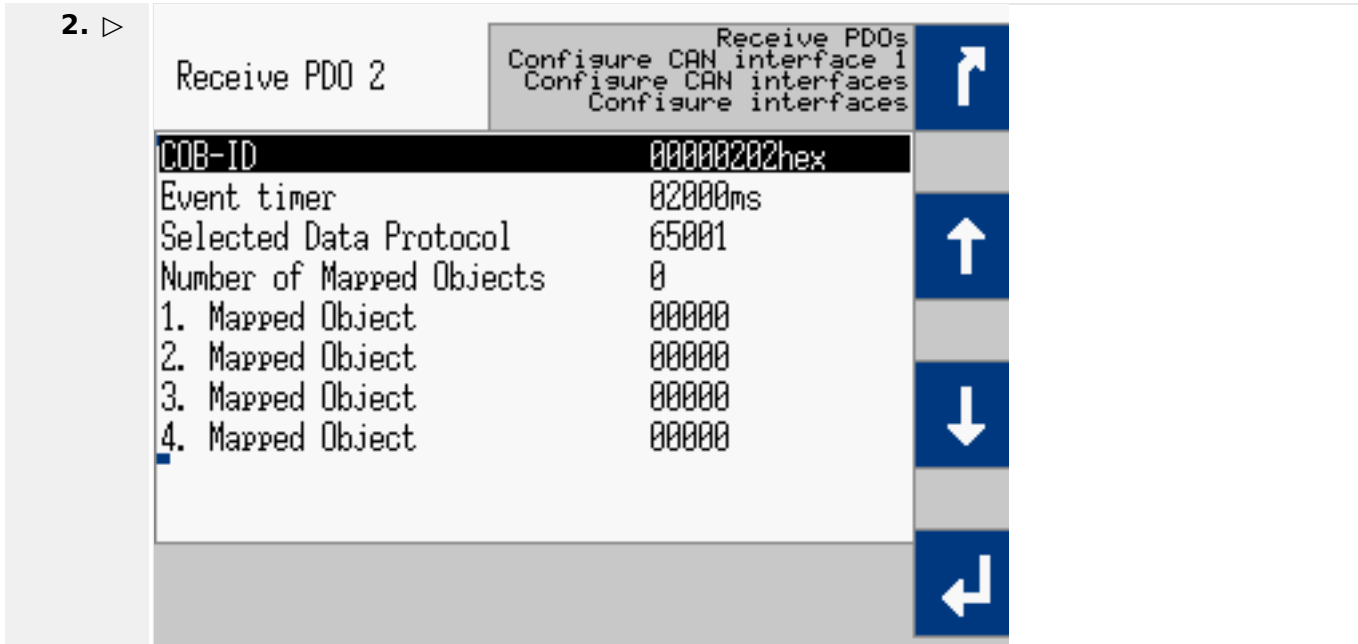 2. ▷
Receive PDO 2
Receive PDOs
Configure CAN interface 1
Configure CAN interfaces
Configure interfaces
COB-ID 00000202hex
Event timer 02000ms
Selected Data Protocol 65001
Number of Mapped Objects 0
1. Mapped Object 00000
2. Mapped Object 00000
3. Mapped Object 00000
4. Mapped Object 00000